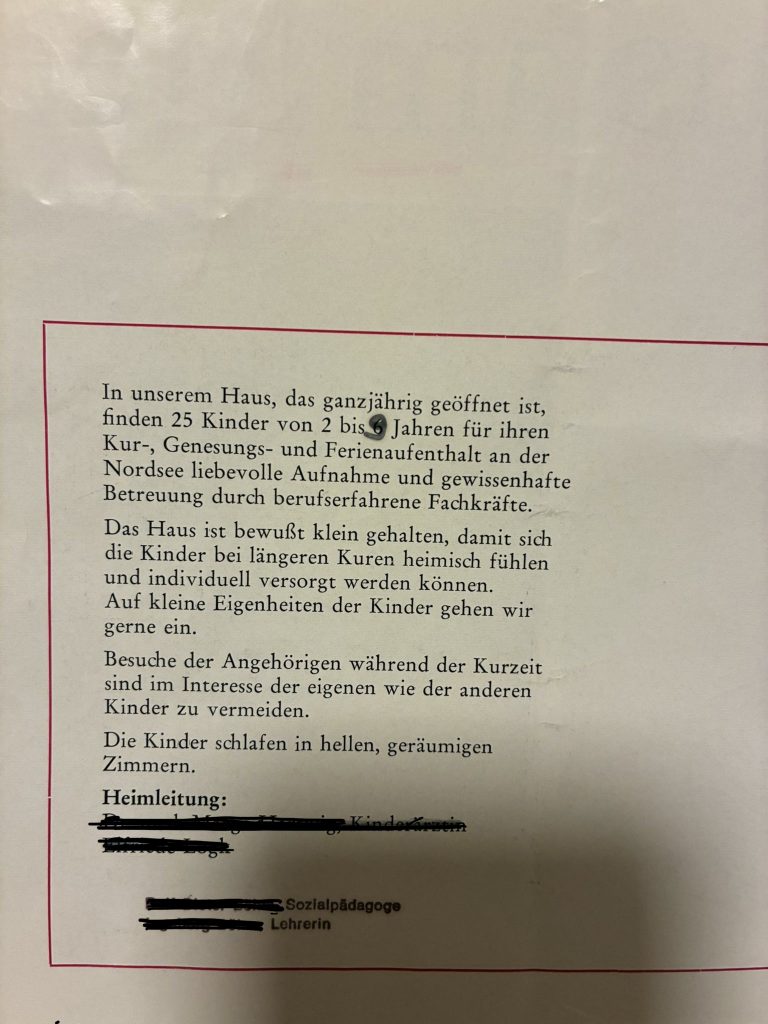 In unserem Haus, das ganzjährig geöffnet ist,
finden 25 Kinder von 2 bis 6 Jahren für ihren
Kur-, Genesungs- und Ferienaufenthalt an der
Nordsee liebevolle Aufnahme und gewissenhafte
Betreuung durch berufserfahrene Fachkräfte.
Das Haus ist bewußt klein gehalten, damit sich
die Kinder bei längeren Kuren heimisch fühlen
und individuell versorgt werden können.
Auf kleine Eigenheiten der Kinder gehen wir
gerne ein.
Besuche der Angehörigen während der Kurzeit
sind im Interesse der eigenen wie der anderen
Kinder zu vermeiden.
Die Kinder schlafen in hellen, geräumigen
Zimmern.
Heimleitung:
Kinderärztin
Sozialpädagoge
Lehrerin